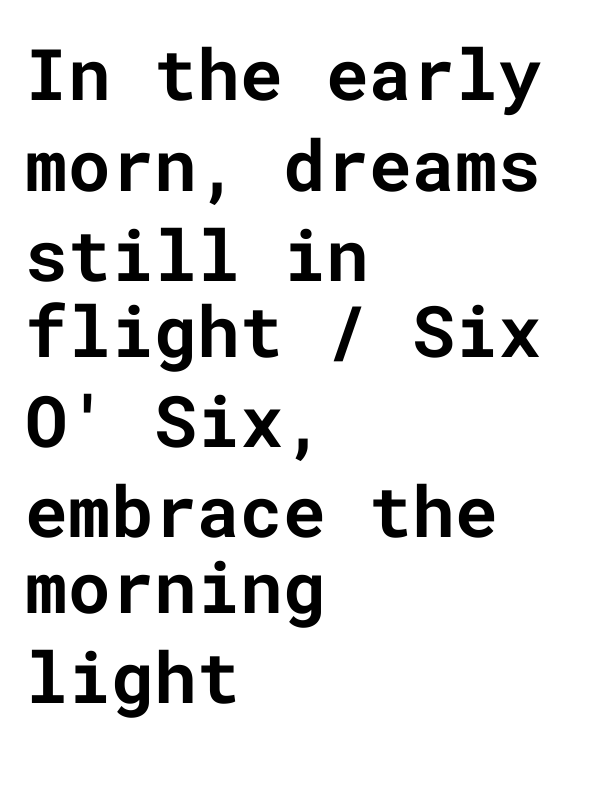 In the early
morn, dreams
still in
flight / Six
O' Six,
embrace the
morning
light